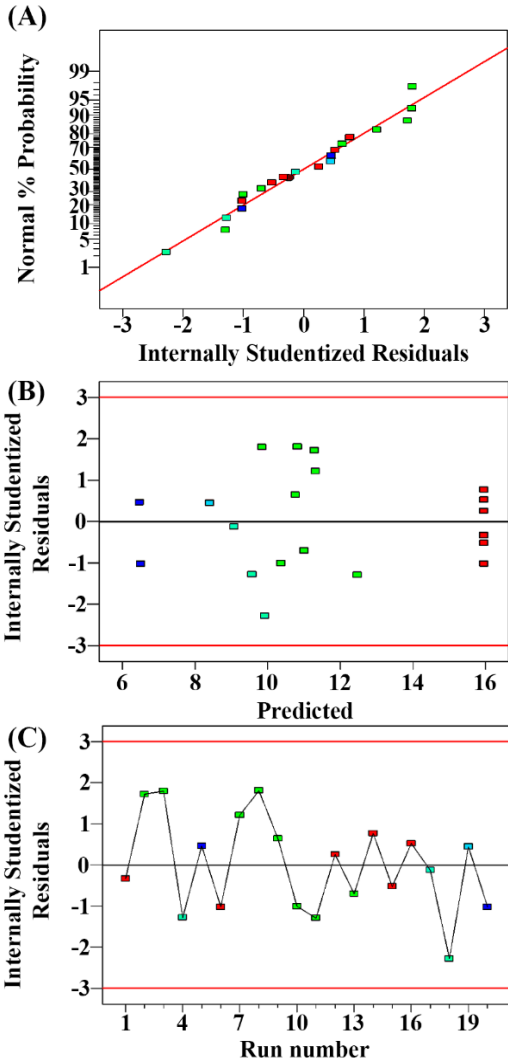 (A)
Normal % Probability
99
95
90
80
70
50
30
20
10
5
1
-3 -2 -1 0 1 2 3
Internally Studentized Residuals
(B)
Internally Studentized
Residuals
3
2
1
0
-1
-2
-3
6 8 10 12 14 16
Predicted
(C)
Internally Studentized
Residuals
3
2
1
0
-1
-2
-3
1 4 7 10 13 16 19
Run number